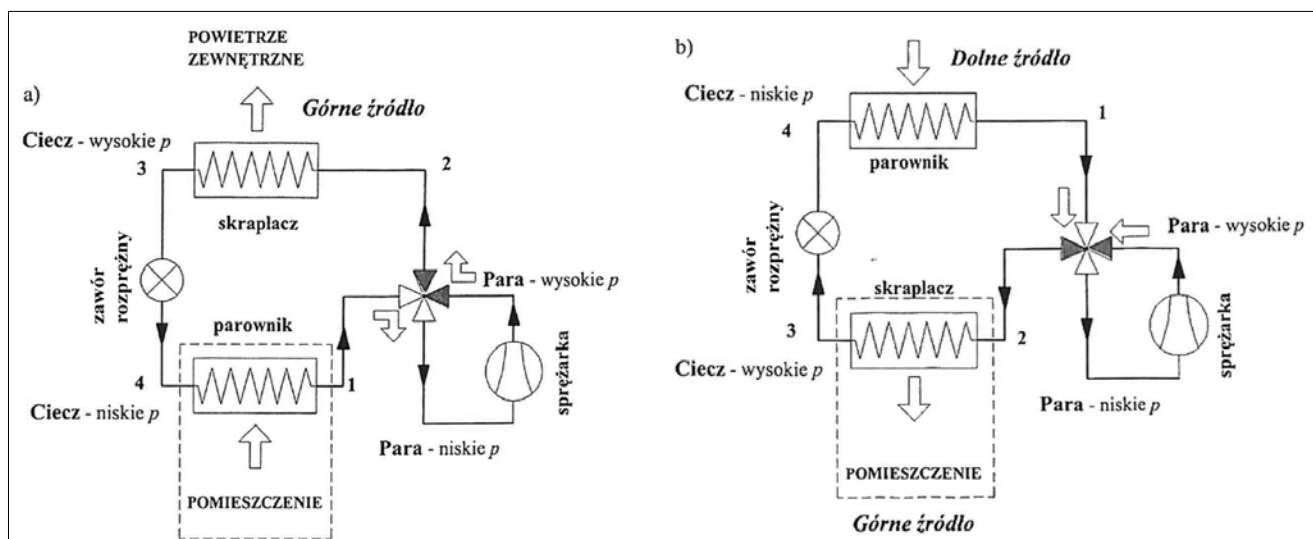 POWIETRZE
ZEWNĘTRZNE
a)
Górne źródło
Ciecz - wysokie p
3
2
skraplacz
zawór
rozprężny
Para - wysokie p
parownik
4
1
Ciecz - niskie p
sprężarka
Para - niskie p
POMIESZCZENIE
b)
Dolne źródło
Ciecz - niskie p
4
1
parownik
zawór
rozprężny
Para - wysokie p
skraplacz
3
2
Ciecz - wysokie p
sprężarka
Para - niskie p
POMIESZCZENIE
Górne źródło